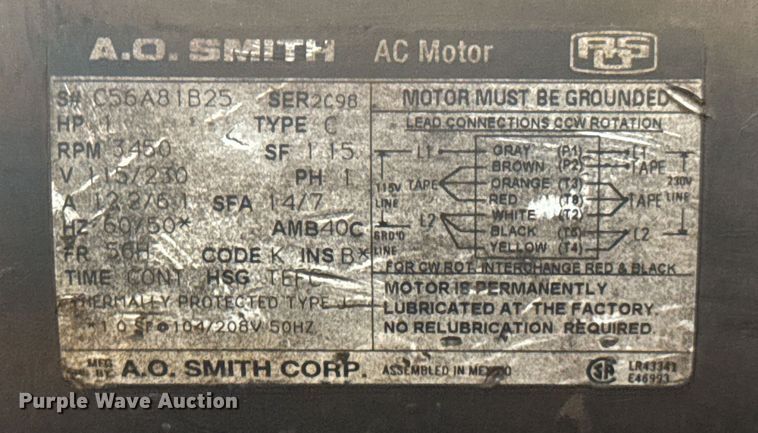 A.O. SMITH AC Motor
S# C56A81B25 SER 2C98
HP 1 TYPE C
RPM 3450 SF 1.15
V 115/230 PH 1
A 12.2/6.1 SFA 14/7
HZ 60/50* AMB40C
FR 56H CODE K INS B*
TIME CONT HSG TEFC
THERMALLY PROTECTED TYPE
*1.0 SF@104/208V 50HZ
MOTOR MUST BE GROUNDED
LEAD CONNECTIONS CCW ROTATION
L1 GRAY (P1) L1
BROWN (P2) TAPE
115V LINE TAPE ORANGE (T3) 230V LINE
RED (T8) TAPE
L2 WHITE (T2)
GRD'D LINE BLACK (T5) L2
YELLOW (T4)
FOR CW ROT. INTERCHANGE RED & BLACK
MOTOR IS PERMANENTLY
LUBRICATED AT THE FACTORY.
NO RELUBRICATION REQUIRED.
MFG. BY A.O. SMITH CORP. ASSEMBLED IN MEXICO LR43341
E46993
Purple Wave Auction